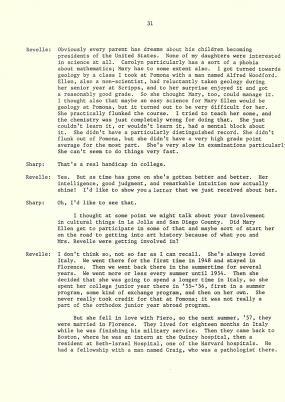 31
Revelle: Obviously every parent has dreams about his children becoming
presidents of the United States. None of my daughters were interested
in science at all. Carolyn particularly has a sort of a phobia
about mathematics; Mary has to some extent also. I got turned towards
geology by a class I took at Pomona with a man named Alfred Woodford.
Ellen, also a non-scientist, had reluctantly taken geology during
her senior year at Scripps, and to her surprise enjoyed it and got
a reasonably good grade. So she thought Mary, too, could manage it.
I thought also that maybe an easy science for Mary Ellen would be
geology at Pomona, but it turned out to be very difficult for her.
She practically flunked the course. I tried to teach her some, and
the chemistry was just completely wrong for doing that. She just
couldn't learn it, or wouldn't learn it, had a mental block about
it. She didn't have a particularly distinguished record. She didn't
flunk out of Pomona, but she didn't have a very high grade point
average for the most part. She's very slow in examinations particularly.
She can't seem to do things very fast.
Sharp: That's a real handicap in college.
Revelle: Yes. But as time has gone on she's gotten better and better. Her
intelligence, good judgment, and remarkable intuition now actually
shine! I'd like to show you a letter that we just received about her.
Sharp: Oh, I'd like to see that.
I thought at some point we might talk about your involvement
in cultural things in La Jolla and San Diego County. Did Mary
Ellen get to participate in some of that and maybe sort of start her
on the road to getting into art history because of what you and
Mrs. Revelle were getting involved in?
Revelle: I don't think so, not so far as I can recall. She's always loved
Italy. We went there for the first time in 1948 and stayed in
Florence. Then we went back there in the summertime for several
years. We went more or less every summer until 1954. Then she
decided that she was going to spend a longer time in Italy, so she
spent her college junior year there in '55-'56, first in a summer
program, some kind of exchange program, and then on her own. She
never really took credit for that at Pomona; it was not really a
part of the orthodox junior year abroad program.
But she fell in love with Piero, so the next summer, '57, they
were married in Florence. They lived for eighteen months in Italy
while he was finishing his military service. Then they came back to
Boston, where he was an intern at the Quincy hospital, then a
resident at Beth-Israel Hospital, one of the Harvard hospitals. He
had a fellowship with a man named Craig, who was a pathologist there.